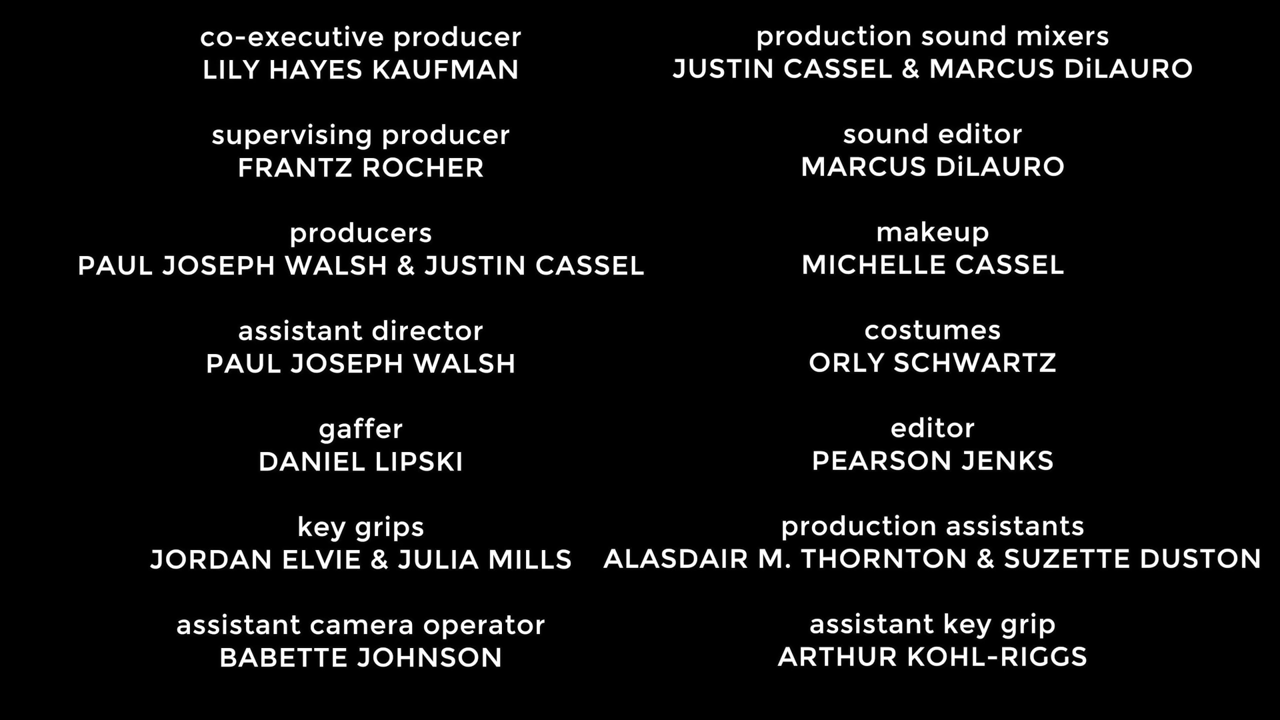 co-executive producer
LILY HAYES KAUFMAN
supervising producer
FRANTZ ROCHER
producers
PAUL JOSEPH WALSH & JUSTIN CASSEL
assistant director
PAUL JOSEPH WALSH
gaffer
DANIEL LIPSKI
key grips
JORDAN ELVIE & JULIA MILLS
assistant camera operator
BABETTE JOHNSON
production sound mixers
JUSTIN CASSEL & MARCUS DiLAURO
sound editor
MARCUS DiLAURO
makeup
MICHELLE CASSEL
costumes
ORLY SCHWARTZ
editor
PEARSON JENKS
production assistants
ALASDAIR M. THORNTON & SUZETTE DUSTON
assistant key grip
ARTHUR KOHL-RIGGS